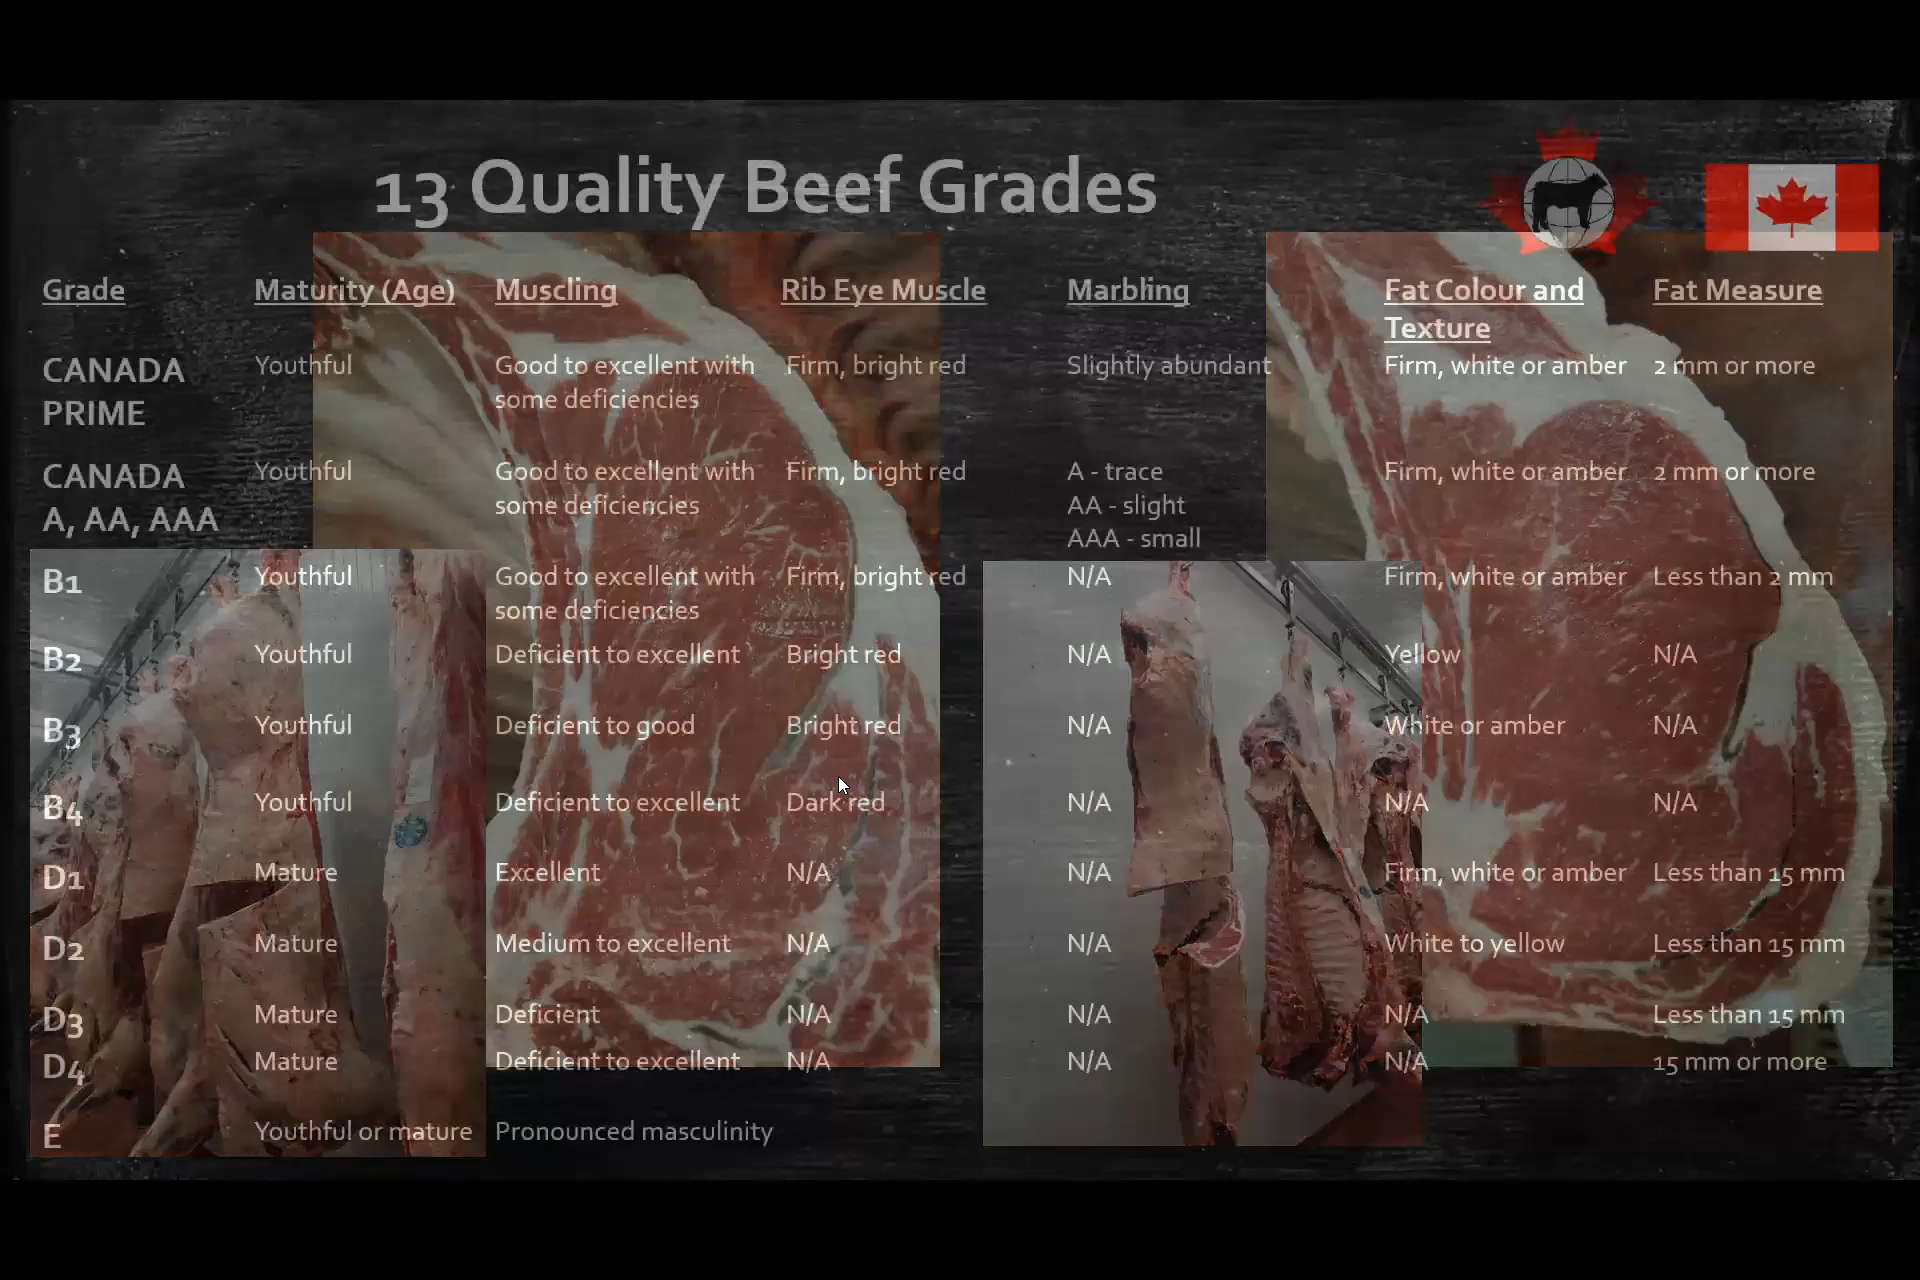 13 Quality Beef Grades
Grade Maturity (Age) Muscling Rib Eye Muscle Marbling Fat Colour and Texture Fat Measure
CANADA PRIME Youthful Good to excellent with some deficiencies Firm, bright red Slightly abundant Firm, white or amber 2 mm or more
CANADA A, AA, AAA Youthful Good to excellent with some deficiencies Firm, bright red A - trace AA - slight AAA - small Firm, white or amber 2 mm or more
B1 Youthful Good to excellent with some deficiencies Firm, bright red N/A Firm, white or amber Less than 2 mm
B2 Youthful Deficient to excellent Bright red N/A Yellow N/A
B3 Youthful Deficient to good Bright red N/A White or amber N/A
B4 Youthful Deficient to excellent Dark red N/A N/A N/A
D1 Mature Excellent N/A N/A Firm, white or amber Less than 15 mm
D2 Mature Medium to excellent N/A N/A White to yellow Less than 15 mm
D3 Mature Deficient N/A N/A N/A Less than 15 mm
D4 Mature Deficient to excellent N/A N/A N/A 15 mm or more
E Youthful or mature Pronounced masculinity